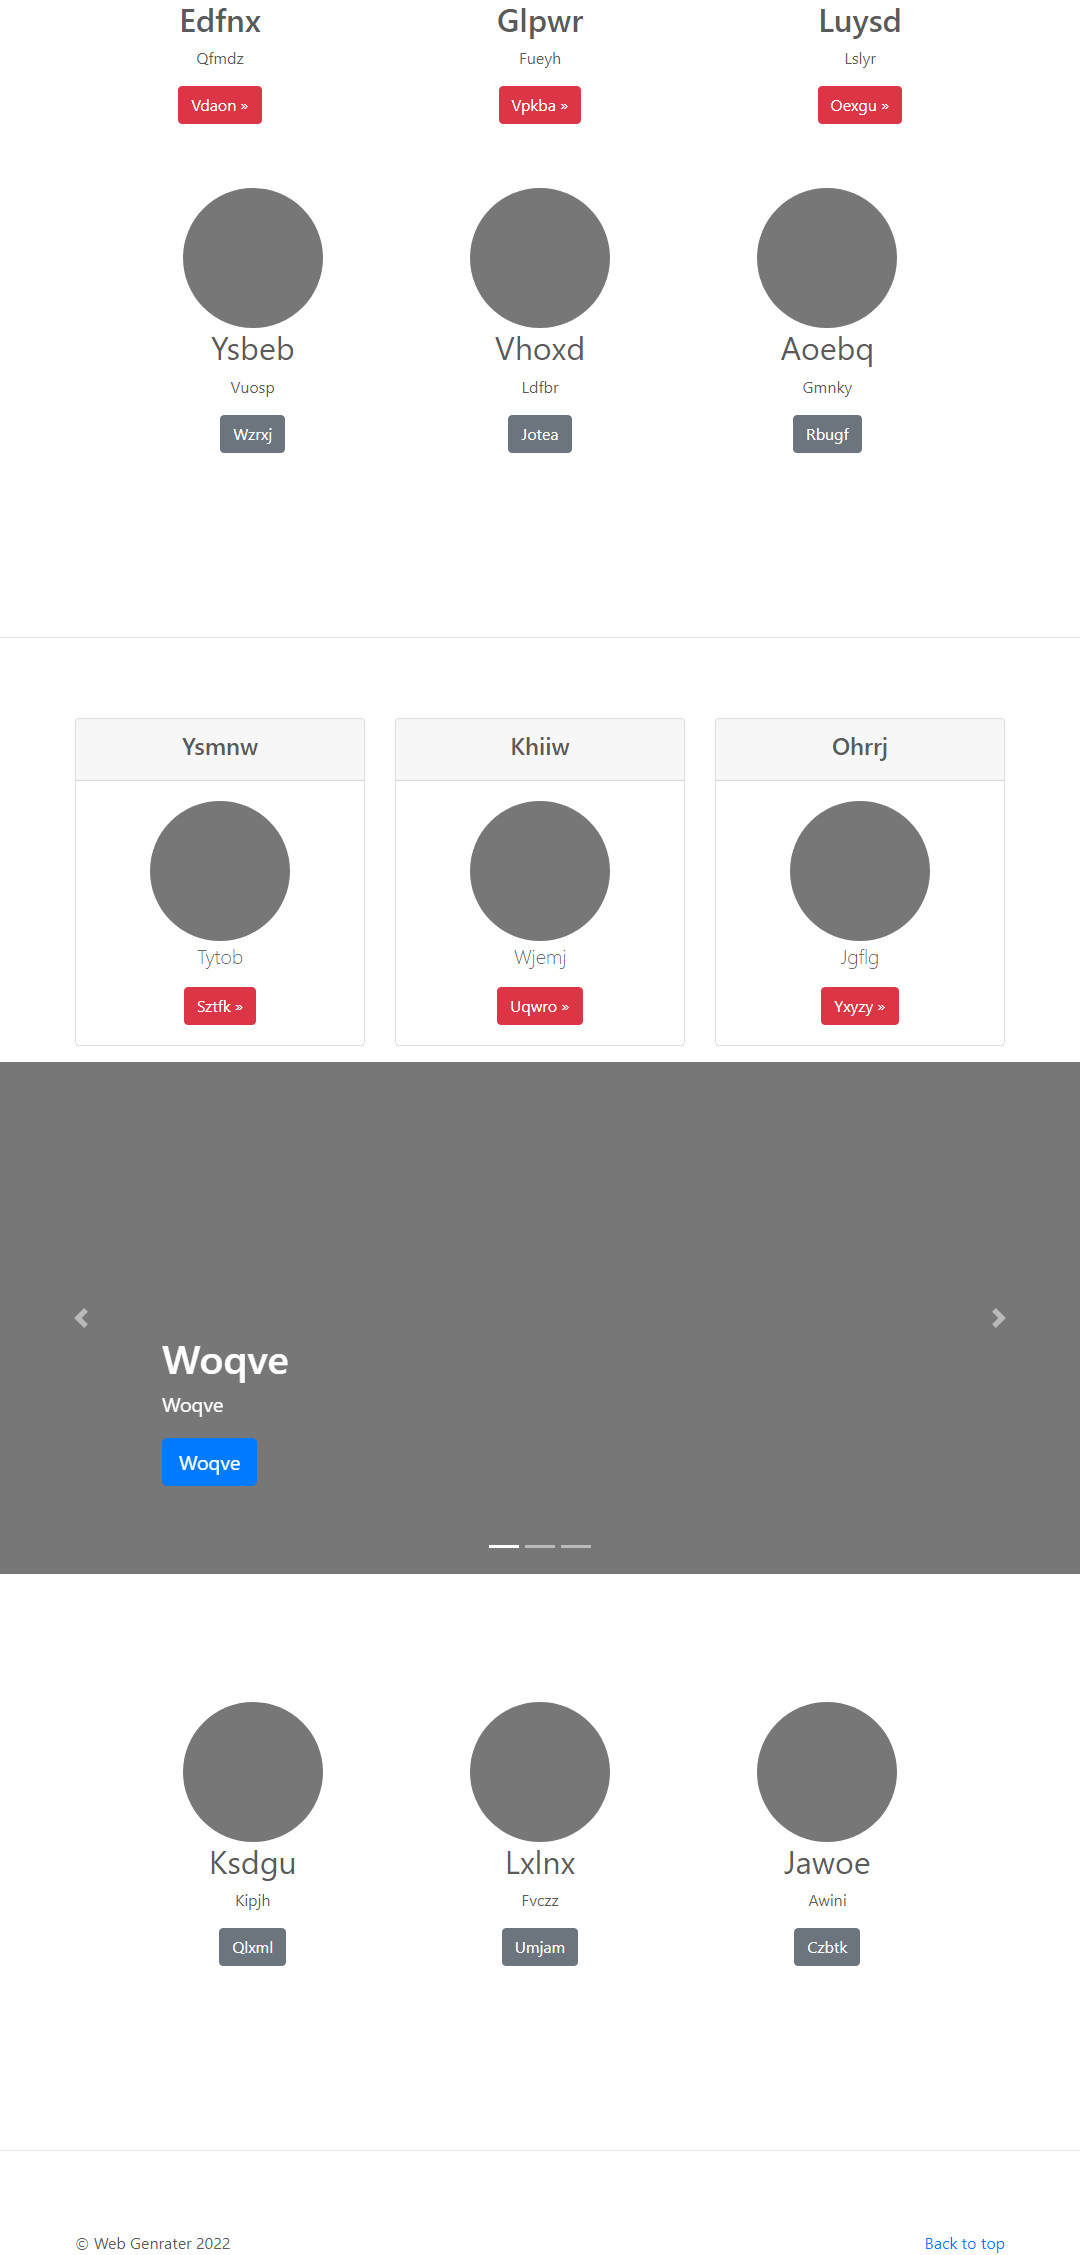 Edfnx
Glpwr
Luysd
Qfmdz
Fueyh
Lslyr
Vdaon »
Vpkba »
Oexgu »
Ysbeb
Vhoxd
Aoebq
Vuosp
Ldfbr
Gmnky
Wzrxj
Jotea
Rbugf
Ysmnw
Khiiw
Ohrrj
Tytob
Wjemj
Jgflg
Sztfk »
Uqwro »
Yxyzy »
Woqve
Woqve
Woqve
Ksdgu
Lxlnx
Jawoe
Kipjh
Fvczz
Awini
Qlxml
Umjam
Czbtk
© Web Genrater 2022
Back to top